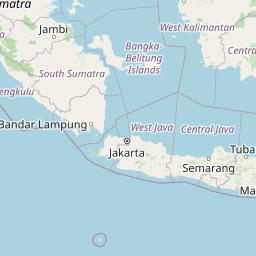 matra
Jambi
West Kalimantan
Bangka-
Belitung
Islands
South Sumatra
engkulu
Bandar Lampung
West Java
Central Java
Jakarta
Semarang
Tuba
Ma